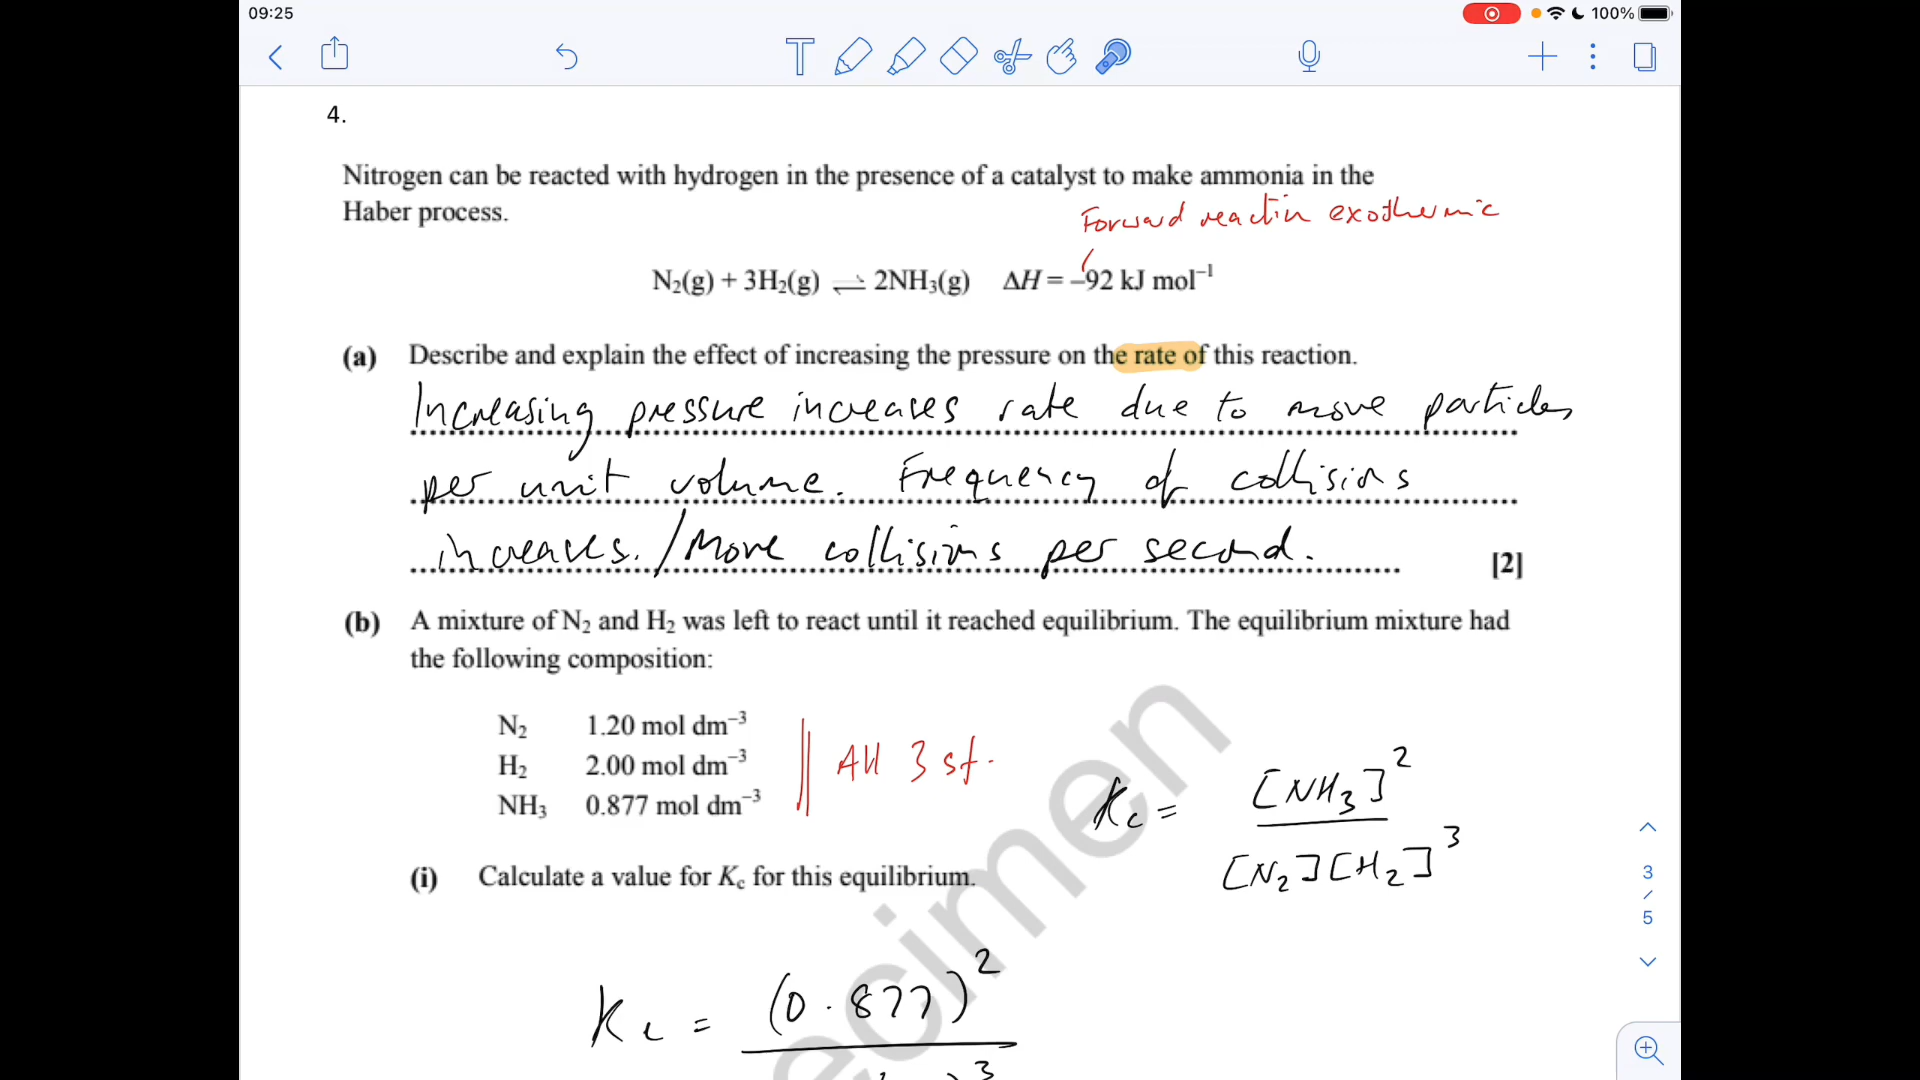 09:25
100%
T
4.
Nitrogen can be reacted with hydrogen in the presence of a catalyst to make ammonia in the
Haber process.
Forward reaction exothermic
N₂(g) + 3H₂(g) ⇌ 2NH₃(g) ΔH = –92 kJ mol⁻¹
(a) Describe and explain the effect of increasing the pressure on the rate of this reaction.
Increasing pressure increases rate due to more particles
per unit volume. Frequency of collisions
increases. / More collisions per second.
[2]
(b) A mixture of N₂ and H₂ was left to react until it reached equilibrium. The equilibrium mixture had
the following composition:
N₂ 1.20 mol dm⁻³
H₂ 2.00 mol dm⁻³
NH₃ 0.877 mol dm⁻³
All 3 sf.
Kc = [NH₃]² / [N₂][H₂]³
(i) Calculate a value for Kc for this equilibrium.
Kc = (0.877)²
3
3
/
5
ecimen